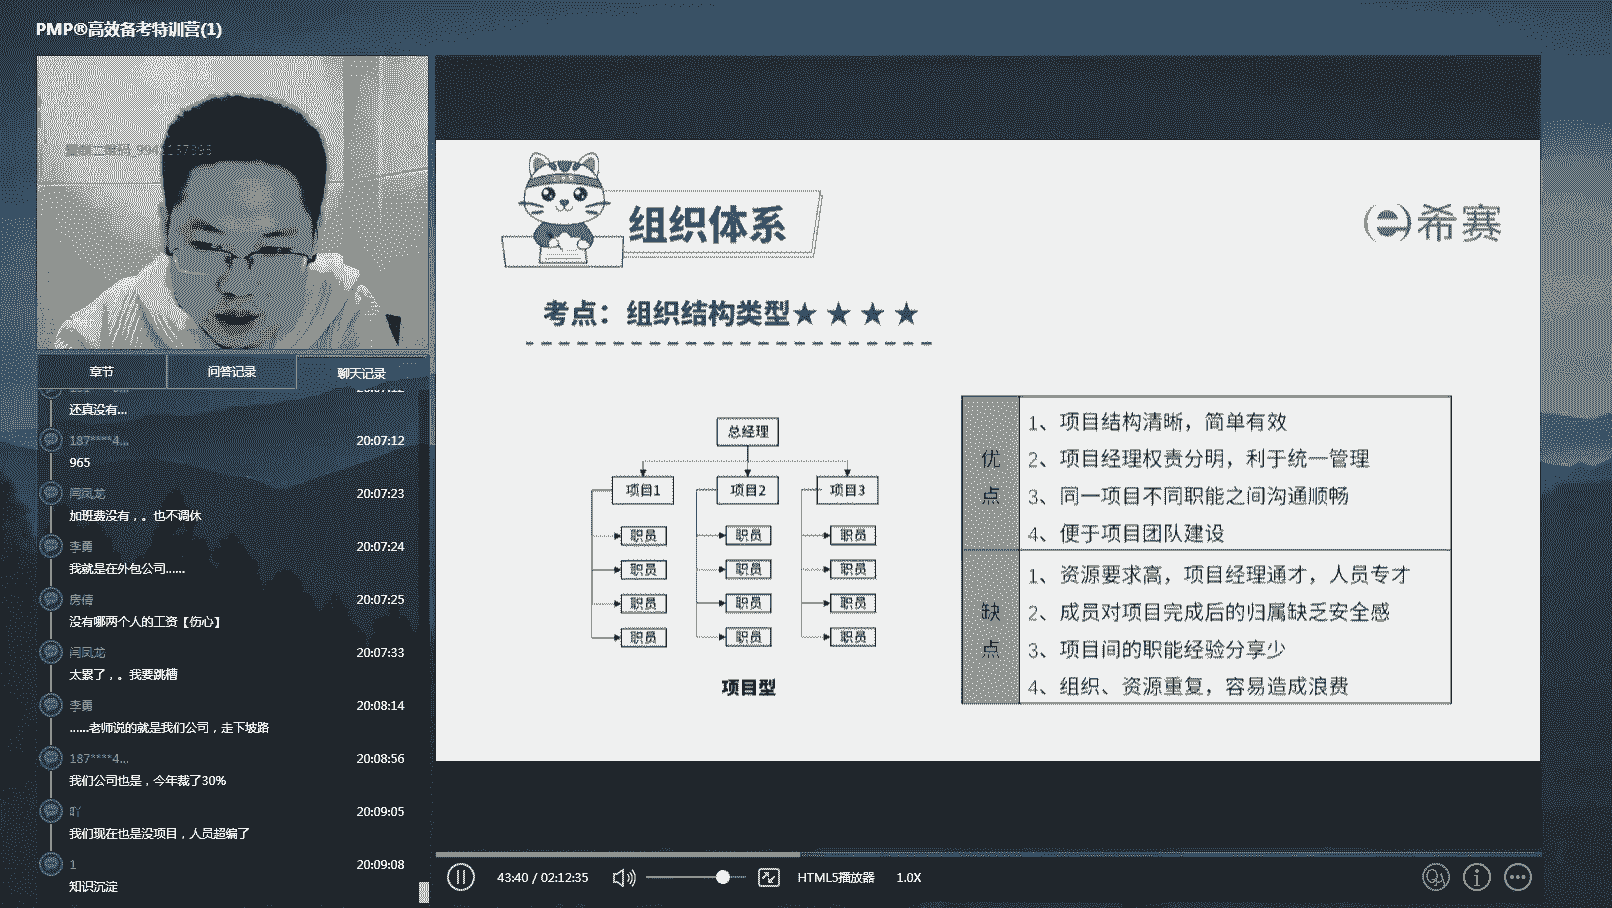 PMP®高效备考特训营(1)
章节
问答记录
聊天记录
还真没有...
187****4...
20:07:12
965
闫凤龙
20:07:23
加班费没有，。也不调休
李勇
20:07:24
我就是在外包公司......
房倩
20:07:25
没有哪两个人的工资【伤心】
闫凤龙
20:07:33
太累了，。我要跳槽
李勇
20:08:14
......老师说的就是我们公司，走下坡路
187****4...
20:08:56
我们公司也是，今年裁了30%
吖
20:09:05
我们现在也是没项目，人员超编了
1
20:09:08
知识沉淀
组织体系
希赛
考点：组织结构类型★★★★
总经理
项目1
项目2
项目3
职员
职员
职员
职员
职员
职员
职员
职员
职员
职员
职员
职员
项目型
优点
1、项目结构清晰，简单有效
2、项目经理权责分明，利于统一管理
3、同一项目不同职能之间沟通顺畅
4、便于项目团队建设
缺点
1、资源要求高，项目经理通才，人员专才
2、成员对项目完成后的归属缺乏安全感
3、项目间的职能经验分享少
4、组织、资源重复，容易造成浪费
43:40 / 02:12:35
HTML5播放器
1.0X